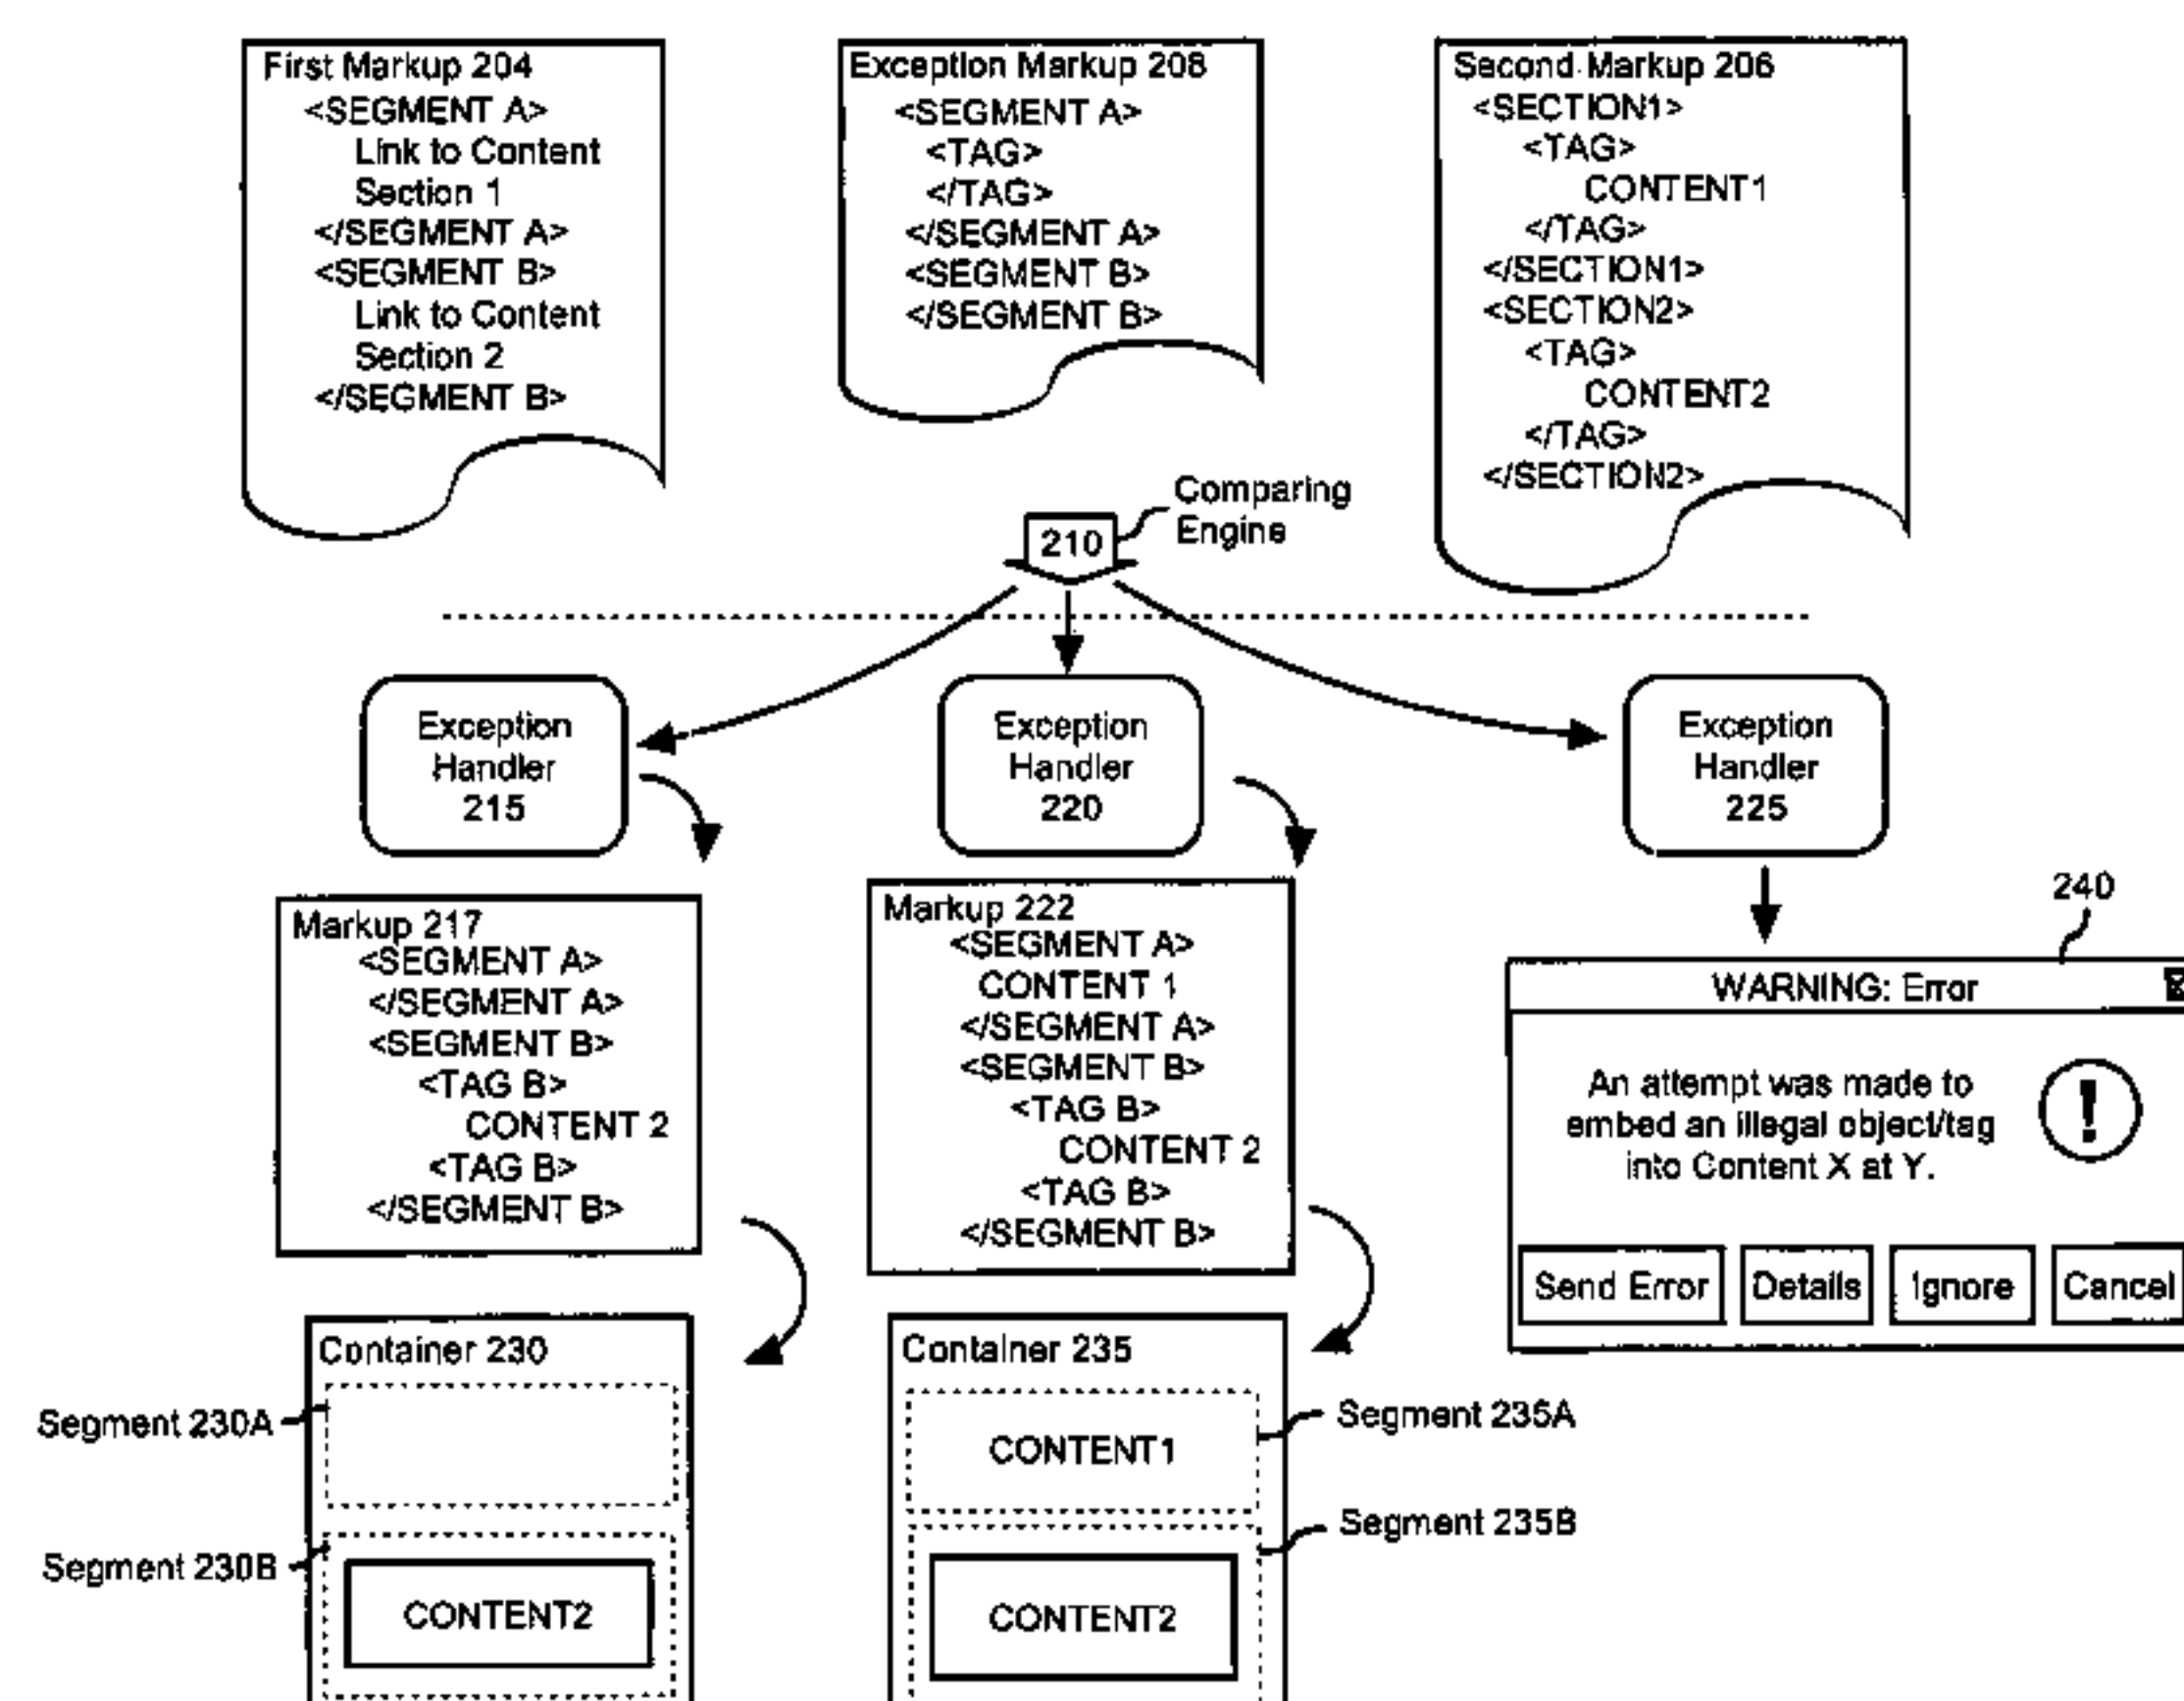 First Markup 204
<SEGMENT A>
Link to Content
Section 1
</SEGMENT A>
<SEGMENT B>
Link to Content
Section 2
</SEGMENT B>
Exception Markup 208
<SEGMENT A>
<TAG>
</TAG>
</SEGMENT A>
<SEGMENT B>
</SEGMENT B>
Second Markup 206
<SECTION1>
<TAG>
CONTENT1
</TAG>
</SECTION1>
<SECTION2>
<TAG>
CONTENT2
</TAG>
</SECTION2>
Comparing
Engine
210
Exception
Handler
215
Exception
Handler
220
Exception
Handler
225
Markup 217
<SEGMENT A>
</SEGMENT A>
<SEGMENT B>
<TAG B>
CONTENT 2
<TAG B>
</SEGMENT B>
Markup 222
<SEGMENT A>
CONTENT 1
</SEGMENT A>
<SEGMENT B>
<TAG B>
CONTENT 2
<TAG B>
</SEGMENT B>
240
WARNING: Error
An attempt was made to
embed an illegal object/tag
into Content X at Y.
!
Send Error
Details
Ignore
Cancel
Container 230
Segment 230A
Segment 230B
CONTENT2
Container 235
CONTENT1
Segment 235A
Segment 235B
CONTENT2